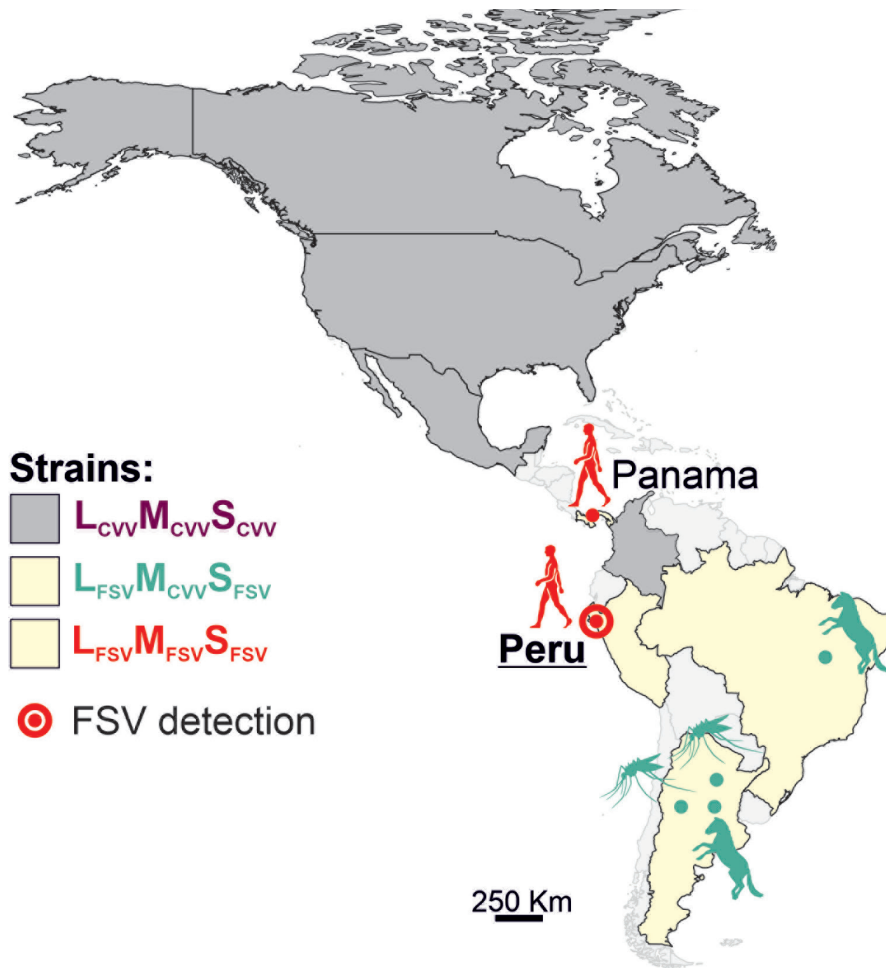 Strains:
LCVVMCVVSCVV
LFSVMCVVSFSV
LFSVMFSVSFSV
FSV detection
Panama
Peru
250 Km